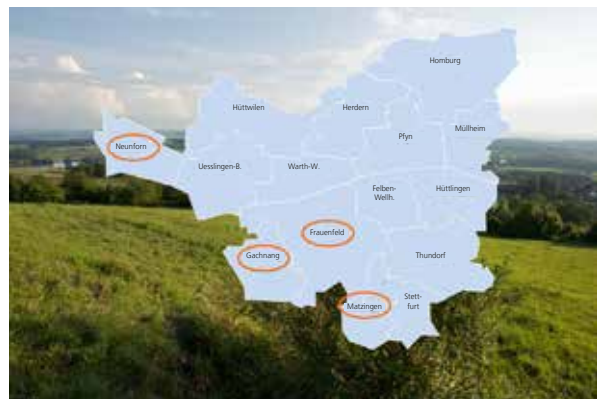 Homburg
Hüttwilen
Herdern
Müllheim
Pfyn
Neunforn
Uesslingen-B.
Warth-W.
Felben-
Wellh.
Hüttlingen
Frauenfeld
Gachnang
Thundorf
Matzingen
Stett-
furt